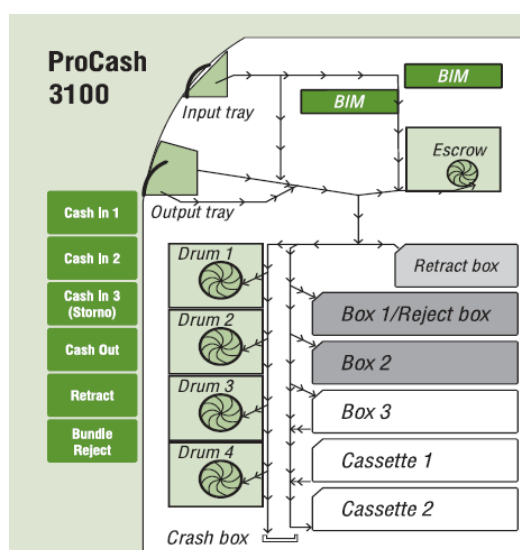 ProCash
3100
Input tray
BIM
BIM
Escrow
Output tray
Cash in 1
Cash in 2
Cash in 3
(Storno)
Cash Out
Retract
Bundle
Reject
Drum 1
Drum 2
Drum 3
Drum 4
Retract box
Box 1/Reject box
Box 2
Box 3
Cassette 1
Cassette 2
Crash box